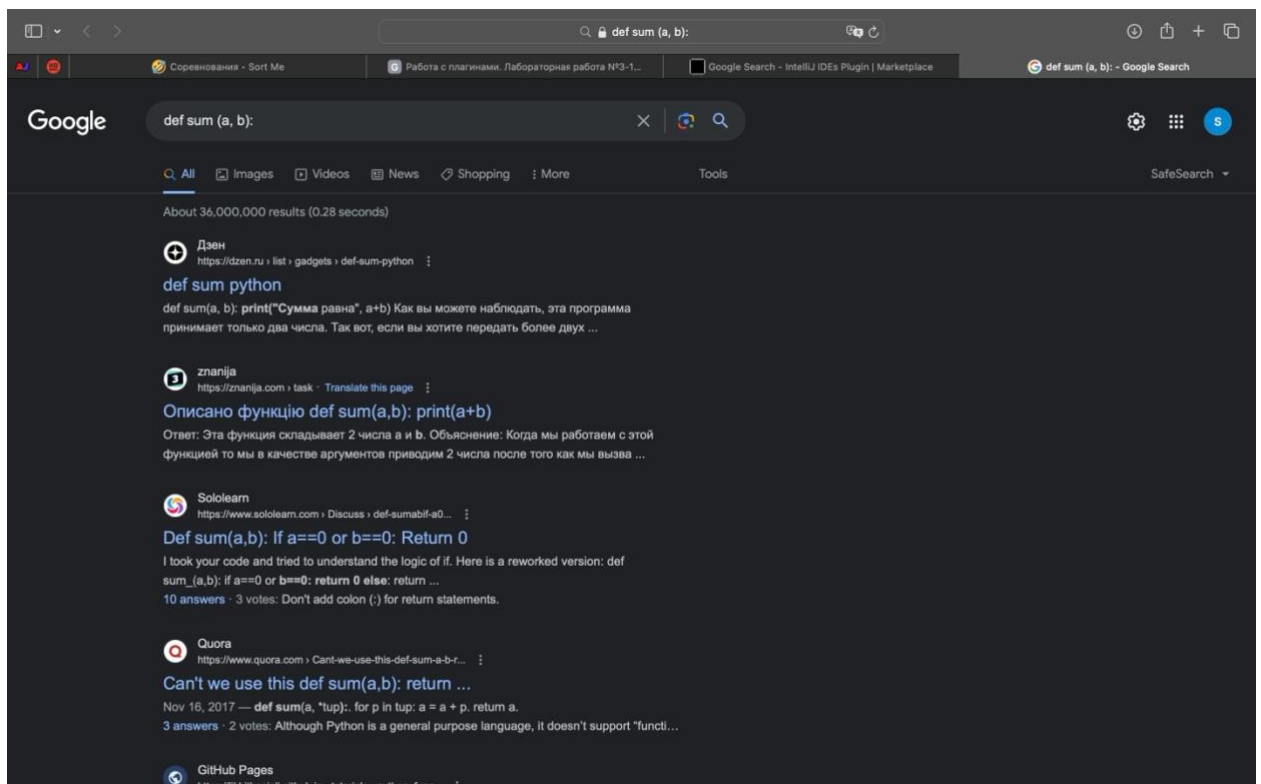 def sum (a, b):
AJ
Соревнования - Sort Me
Работа с плагинами. Лабораторная работа №3-1...
Google Search - IntelliJ IDEs Plugin | Marketplace
def sum (a, b): - Google Search
Google
def sum (a, b):
S
All Images Videos News Shopping More Tools SafeSearch
About 36,000,000 results (0.28 seconds)
Дзен
https://dzen.ru › list › gadgets › def-sum-python
def sum python
def sum(a, b): print("Сумма равна", a+b) Как вы можете наблюдать, эта программа
принимает только два числа. Так вот, если вы хотите передать более двух ...
znanija
https://znanija.com › task · Translate this page
Описано функцію def sum(a,b): print(a+b)
Ответ: Эта функция складывает 2 числа a и b. Объяснение: Когда мы работаем с этой
функцией то мы в качестве аргументов приводим 2 числа после того как мы вызва ...
Sololearn
https://www.sololearn.com › Discuss › def-sumabif-a0...
Def sum(a,b): If a==0 or b==0: Return 0
I took your code and tried to understand the logic of if. Here is a reworked version: def
sum_(a,b): if a==0 or b==0: return 0 else: return ...
10 answers · 3 votes: Don't add colon (:) for return statements.
Quora
https://www.quora.com › Cant-we-use-this-def-sum-a-b-r...
Can't we use this def sum(a,b): return ...
Nov 16, 2017 — def sum(a, *tup):. for p in tup: a = a + p. return a.
3 answers · 2 votes: Although Python is a general purpose language, it doesn't support "functi...
GitHub Pages